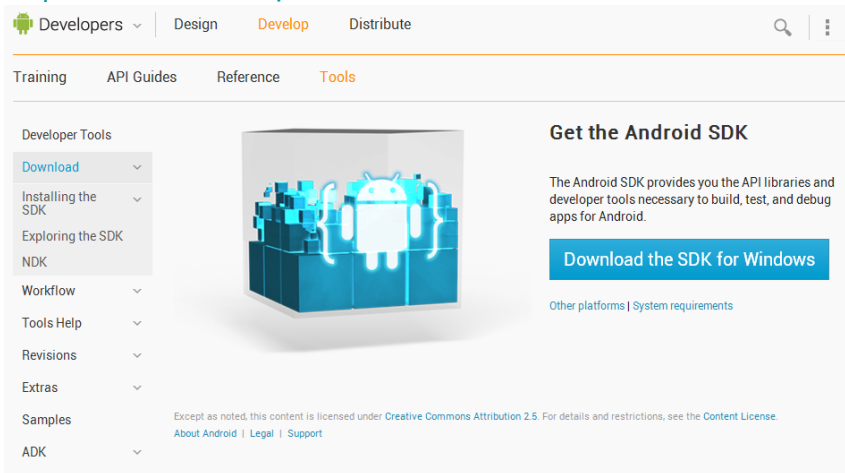 Developers
Design
Develop
Distribute
Training
API Guides
Reference
Tools
Developer Tools
Download
Installing the
SDK
Exploring the SDK
NDK
Workflow
Tools Help
Revisions
Extras
Samples
ADK
Get the Android SDK
The Android SDK provides you the API libraries and
developer tools necessary to build, test, and debug
apps for Android.
Download the SDK for Windows
Other platforms | System requirements
Except as noted, this content is licensed under Creative Commons Attribution 2.5. For details and restrictions, see the Content License.
About Android | Legal | Support